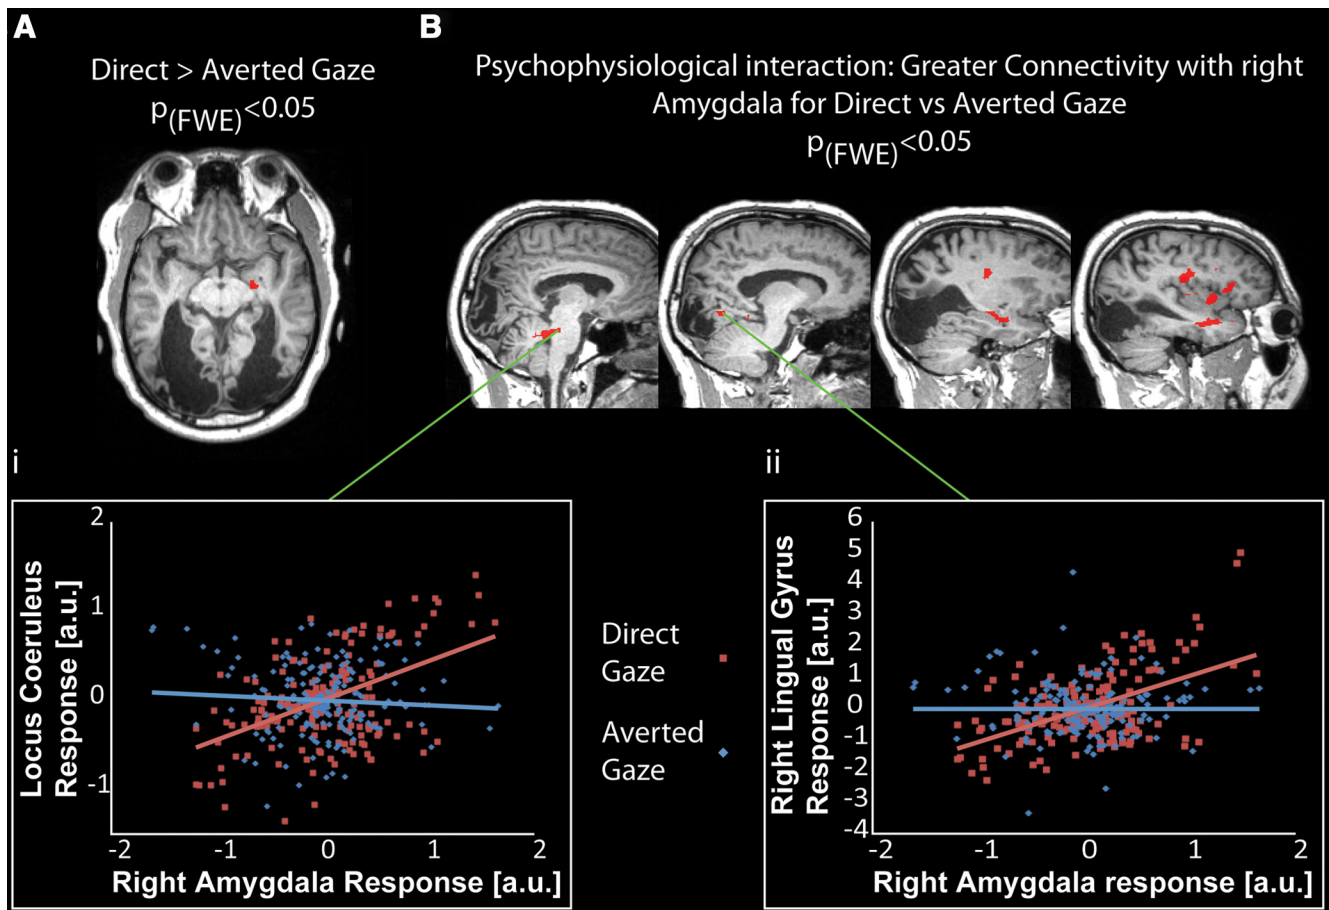 A
B
Direct > Averted Gaze
p(FWE)<0.05
Psychophysiological interaction: Greater Connectivity with right
Amygdala for Direct vs Averted Gaze
p(FWE)<0.05
i
ii
2
1
0
-1
Locus Coeruleus
Response [a.u.]
-2 -1 0 1 2
Right Amygdala Response [a.u.]
Direct
Gaze
Averted
Gaze
6
5
4
3
2
1
0
-1
-2
-3
-4
Right Lingual Gyrus
Response [a.u.]
-2 -1 0 1 2
Right Amygdala response [a.u.]